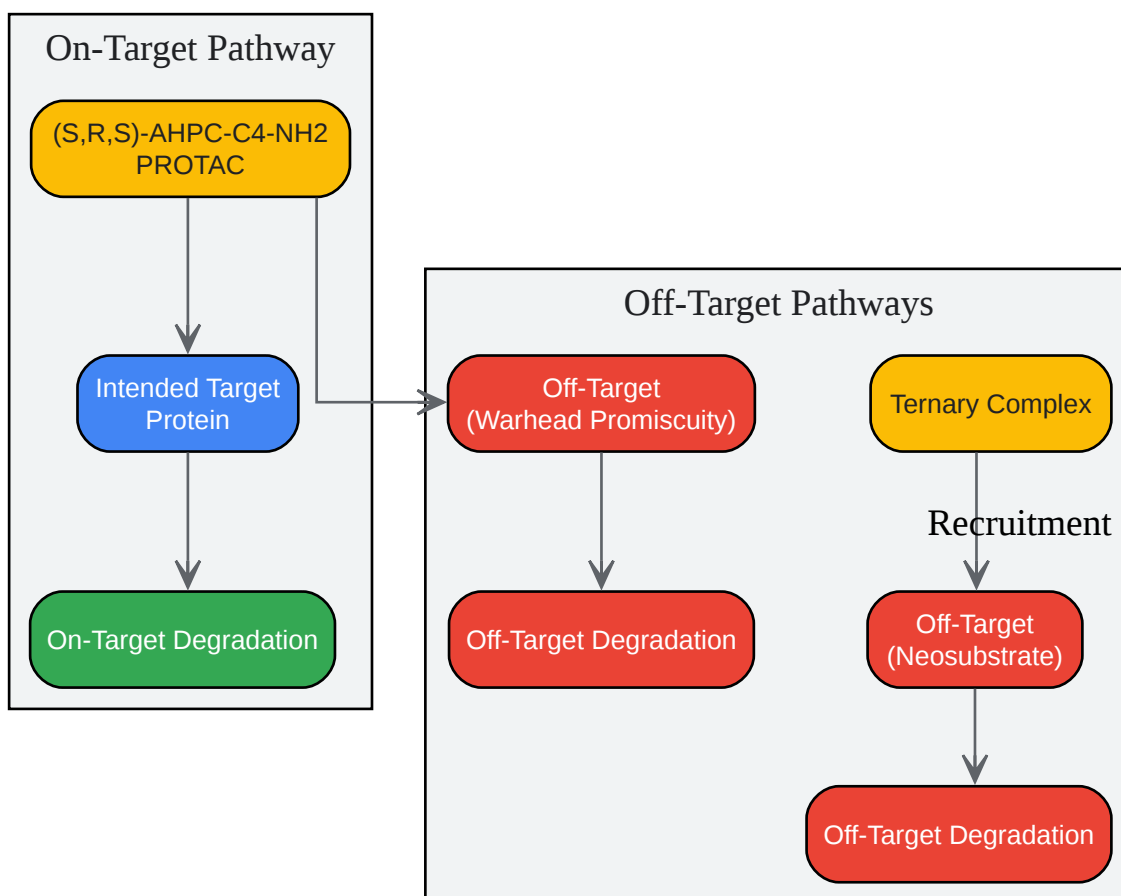 On-Target Pathway
(S,R,S)-AHPC-C4-NH2
PROTAC
Intended Target
Protein
On-Target Degradation
Off-Target Pathways
Off-Target
(Warhead Promiscuity)
Off-Target Degradation
Ternary Complex
Recruitment
Off-Target
(Neosubstrate)
Off-Target Degradation